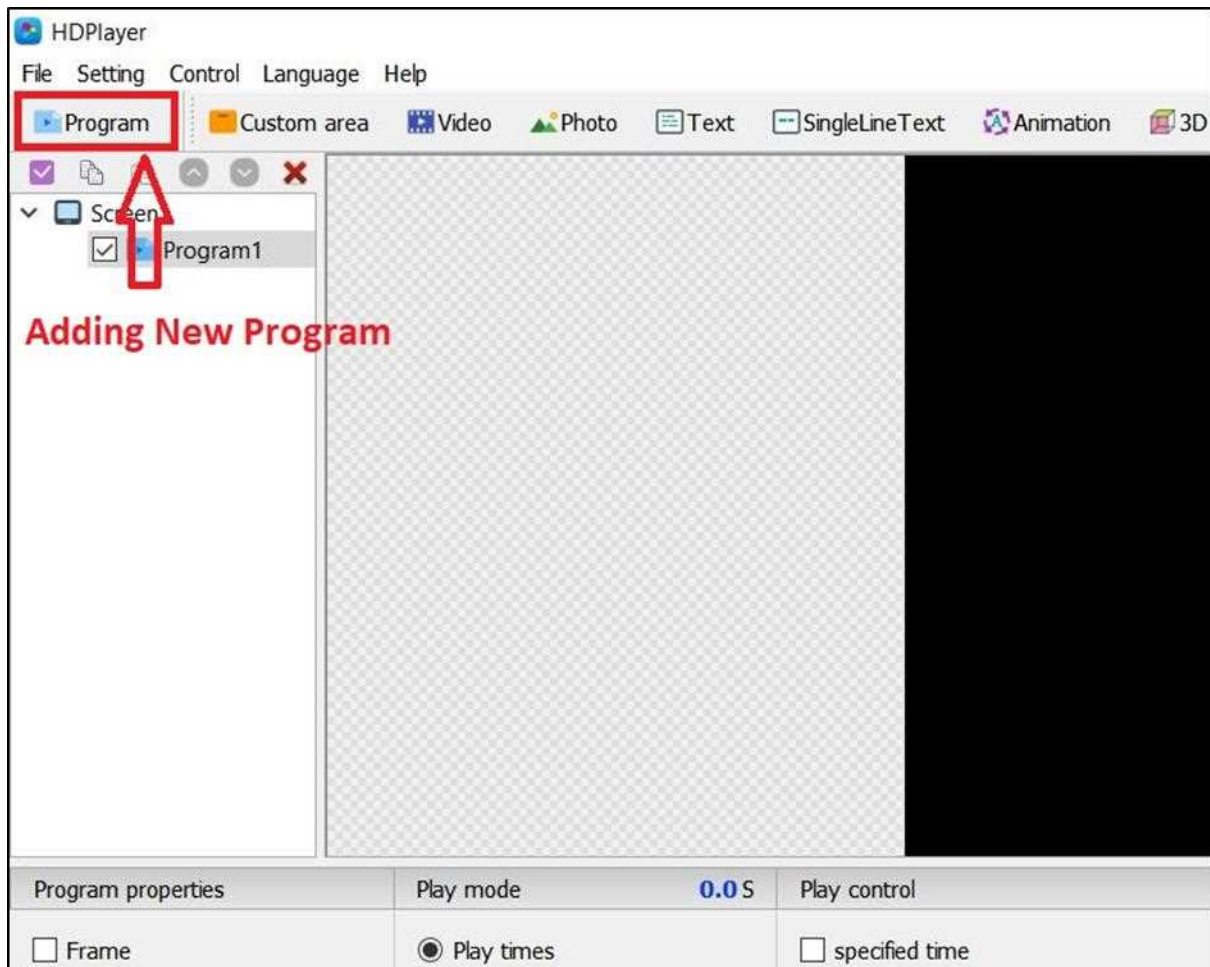 HDPlayer
File Setting Control Language Help
Program Custom area Video Photo Text SingleLineText Animation 3D
Screen
Program1
Adding New Program
Program properties Play mode 0.0 S Play control
Frame Play times specified time